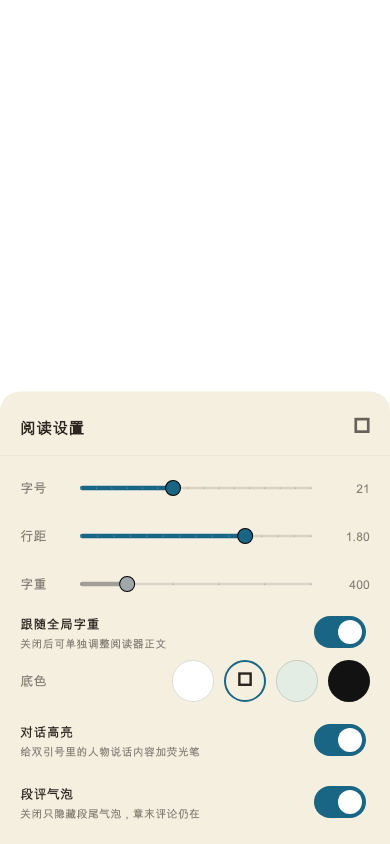 阅读设置
字号 21
行距 1.80
字重 400
跟随全局字重
关闭后可单独调整阅读器正文
底色
对话高亮
给双引号里的人物说话内容加荧光笔
段评气泡
关闭只隐藏段尾气泡，章末评论仍在